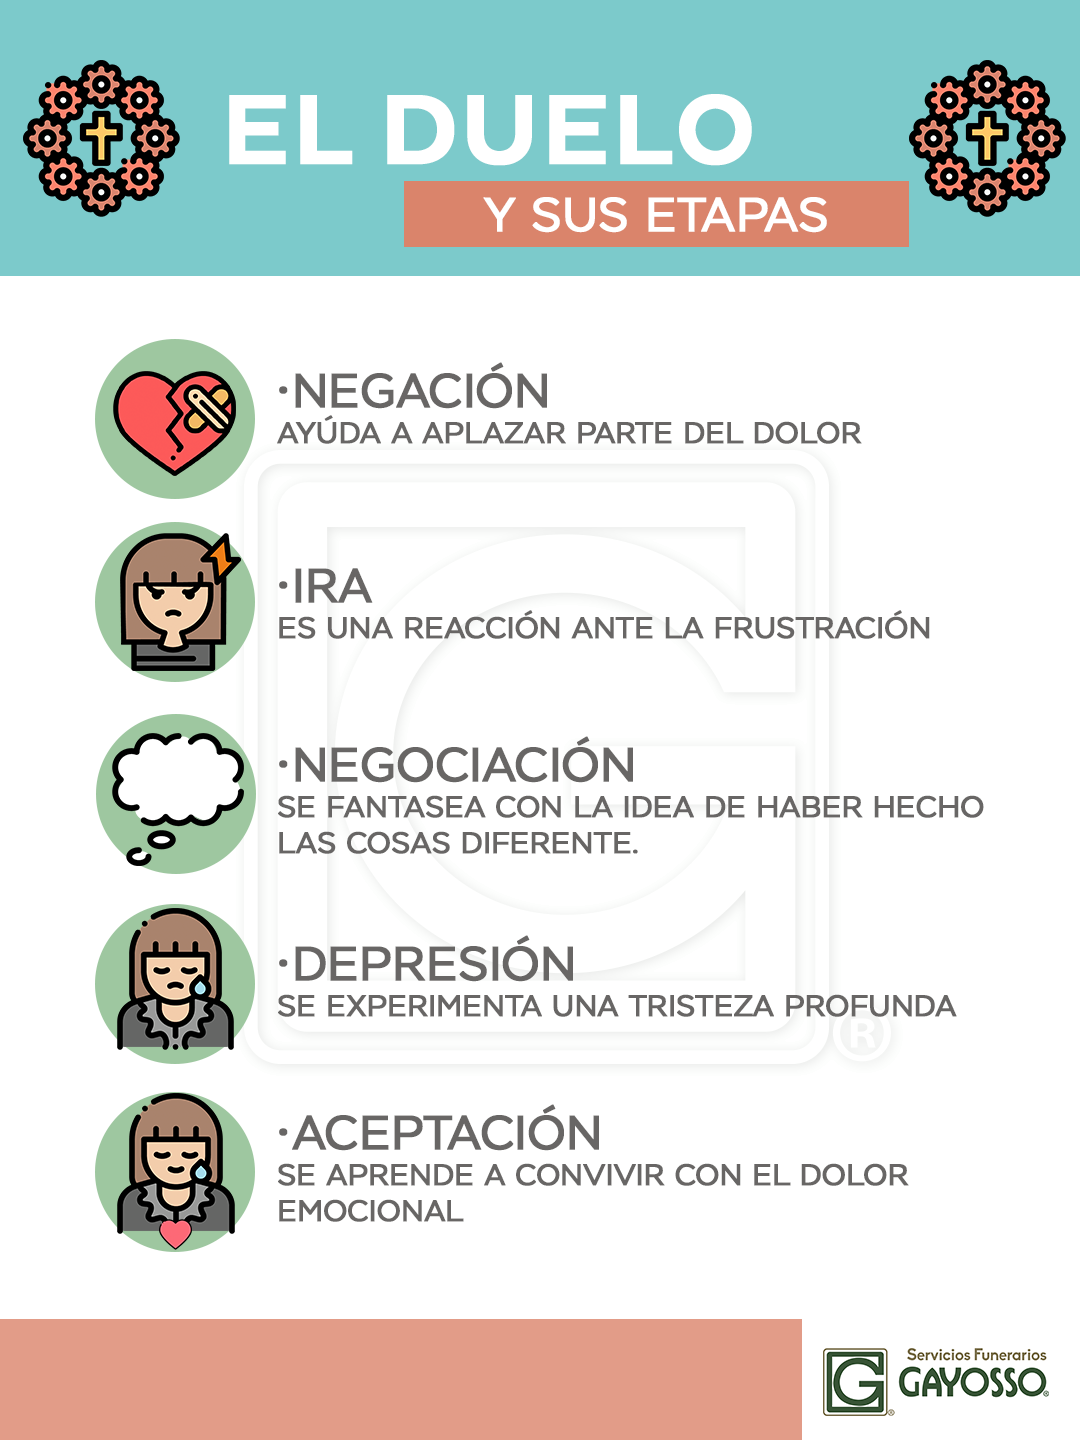 EL DUELO
Y SUS ETAPAS
·NEGACIÓN
AYÚDA A APLAZAR PARTE DEL DOLOR
·IRA
ES UNA REACCIÓN ANTE LA FRUSTRACIÓN
·NEGOCIACIÓN
SE FANTASEA CON LA IDEA DE HABER HECHO
LAS COSAS DIFERENTE.
·DEPRESIÓN
SE EXPERIMENTA UNA TRISTEZA PROFUNDA
·ACEPTACIÓN
SE APRENDE A CONVIVIR CON EL DOLOR
EMOCIONAL
G®
G®
Servicios Funerarios
GAYOSSO®